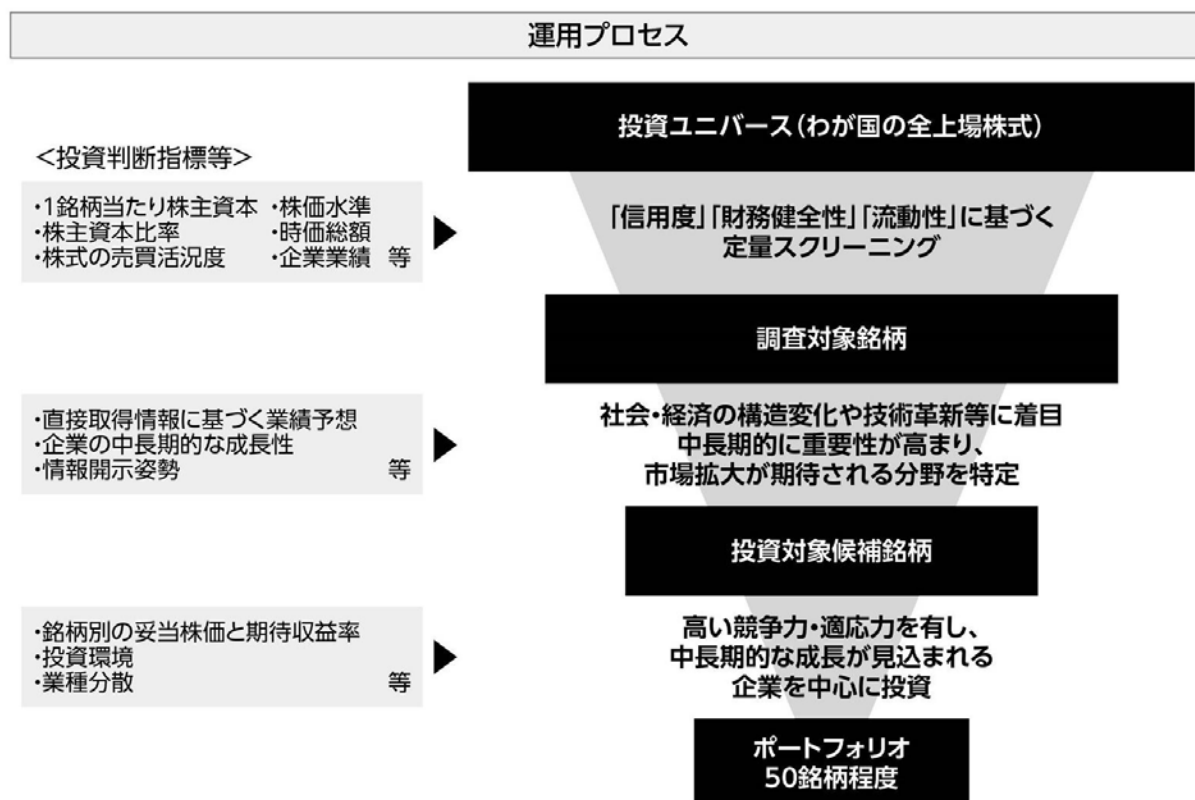 運用プロセス
投資ユニバース(わが国の全上場株式)
＜投資判断指標等＞
・1銘柄当たり株主資本 ・株価水準
・株主資本比率 ・時価総額
・株式の売買活況度 ・企業業績 等
「信用度」「財務健全性」「流動性」に基づく
定量スクリーニング
調査対象銘柄
・直接取得情報に基づく業績予想
・企業の中長期的な成長性
・情報開示姿勢 等
社会・経済の構造変化や技術革新等に着目
中長期的に重要性が高まり、
市場拡大が期待される分野を特定
投資対象候補銘柄
・銘柄別の妥当株価と期待収益率
・投資環境
・業種分散 等
高い競争力・適応力を有し、
中長期的な成長が見込まれる
企業を中心に投資
ポートフォリオ
50銘柄程度